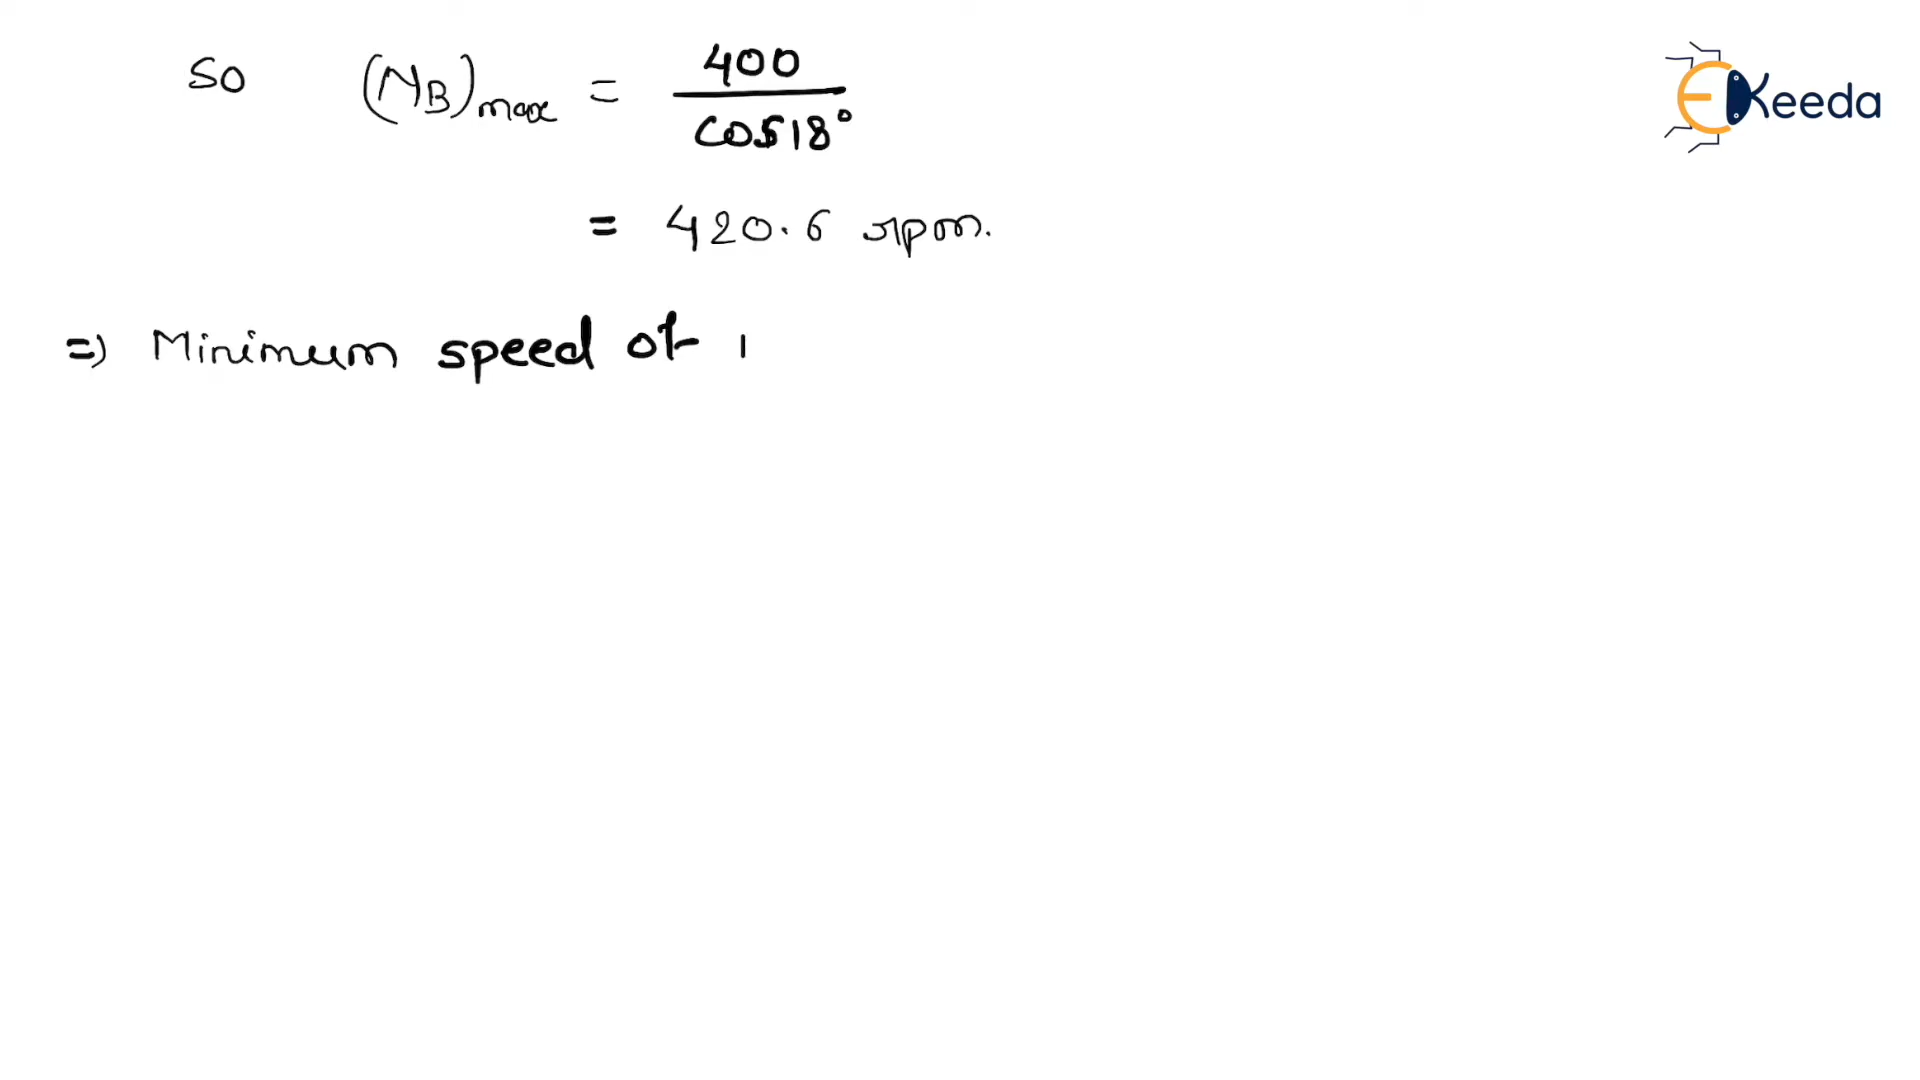 So (NB)max = 400 / cos18°
= 420.6 rpm.
=) Minimum speed of
EKeeda